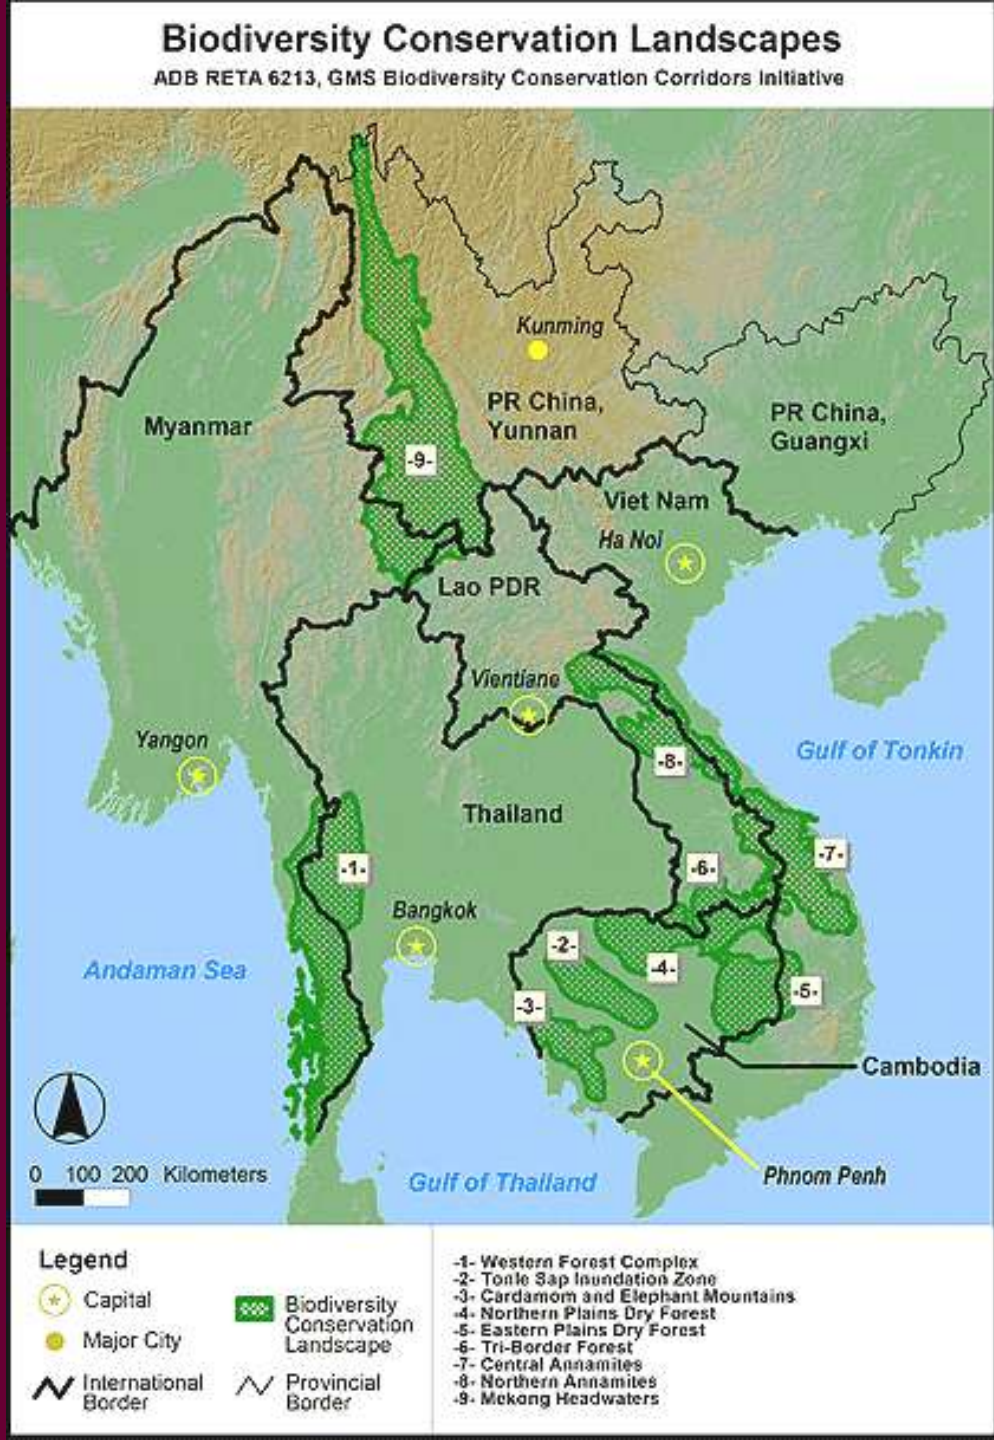 Biodiversity Conservation Landscapes
ADB RETA 6213, GMS Biodiversity Conservation Corridors Initiative
Kunming
PR China,
Yunnan
PR China,
Guangxi
Myanmar
-9-
Viet Nam
Ha Noi
Lao PDR
Vientiane
Yangon
Gulf of Tonkin
-8-
Thailand
-1-
-7-
-6-
Bangkok
-2-
Andaman Sea
-4-
-5-
-3-
Cambodia
0 100 200 Kilometers
Gulf of Thailand
Phnom Penh
Legend
Capital
Major City
International
Border
Biodiversity
Conservation
Landscape
Provincial
Border
-1- Western Forest Complex
-2- Tonle Sap Inundation Zone
-3- Cardamom and Elephant Mountains
-4- Northern Plains Dry Forest
-5- Eastern Plains Dry Forest
-6- Tri-Border Forest
-7- Central Annamites
-8- Northern Annamites
-9- Mekong Headwaters